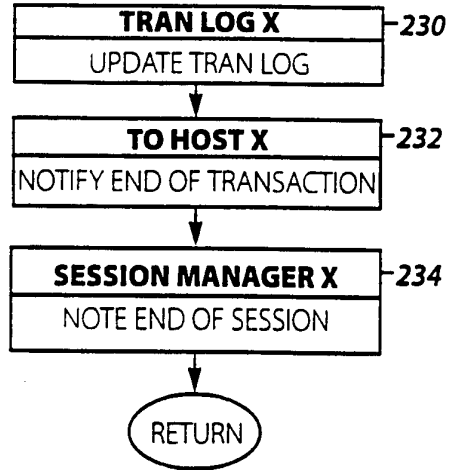 TRAN LOG X 230
UPDATE TRAN LOG
TO HOST X 232
NOTIFY END OF TRANSACTION
SESSION MANAGER X 234
NOTE END OF SESSION
RETURN